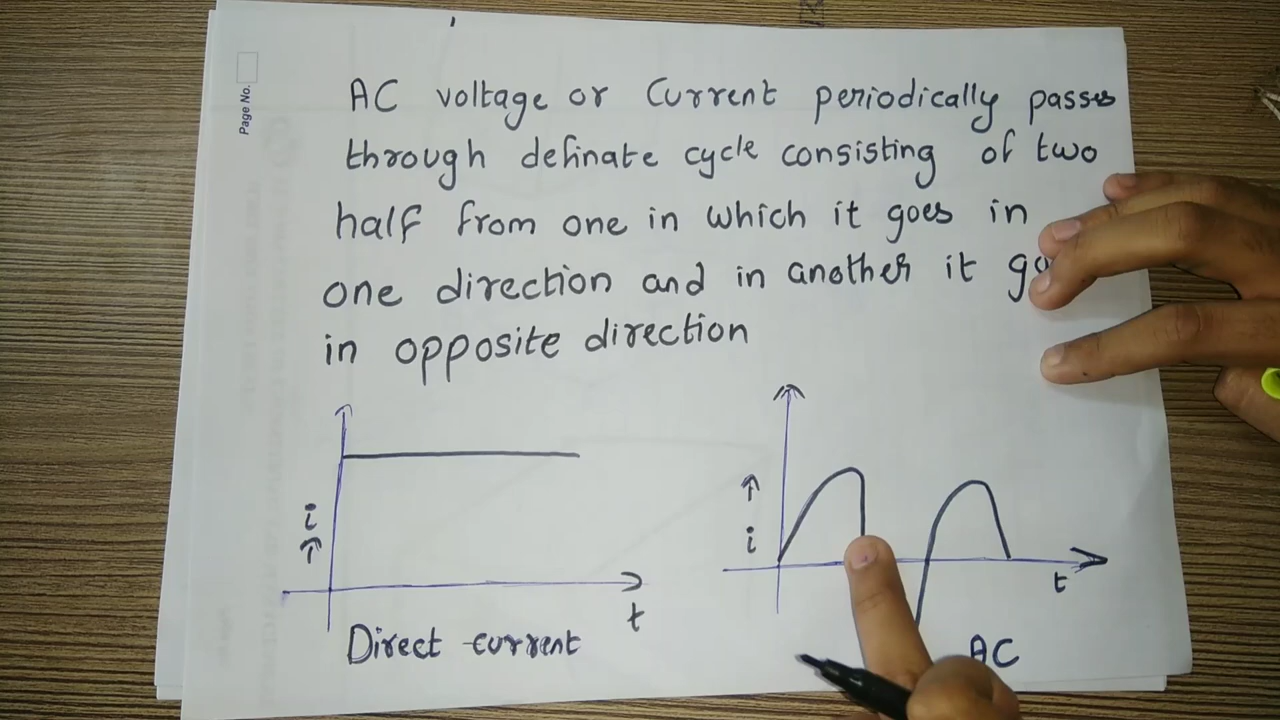 Page No.
AC voltage or Current periodically passes
through definate cycle consisting of two
half from one in which it goes in
one direction and in another it
in opposite direction
i
t
Direct current
i
t
AC